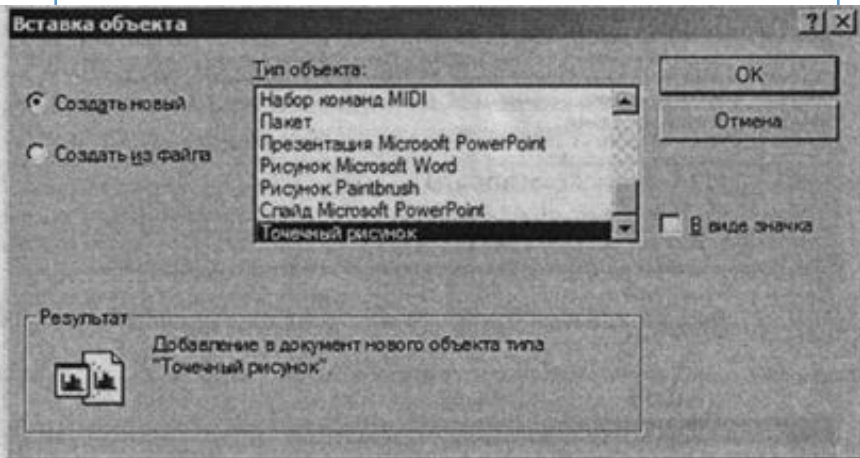 Вставка объекта
Тип объекта:
Создать новый
Создать из файла
Набор команд MIDI
Пакет
Презентация Microsoft PowerPoint
Рисунок Microsoft Word
Рисунок Paintbrush
Слайд Microsoft PowerPoint
Точечный рисунок
OK
Отмена
В виде значка
Результат
Добавление в документ нового объекта типа
"Точечный рисунок".